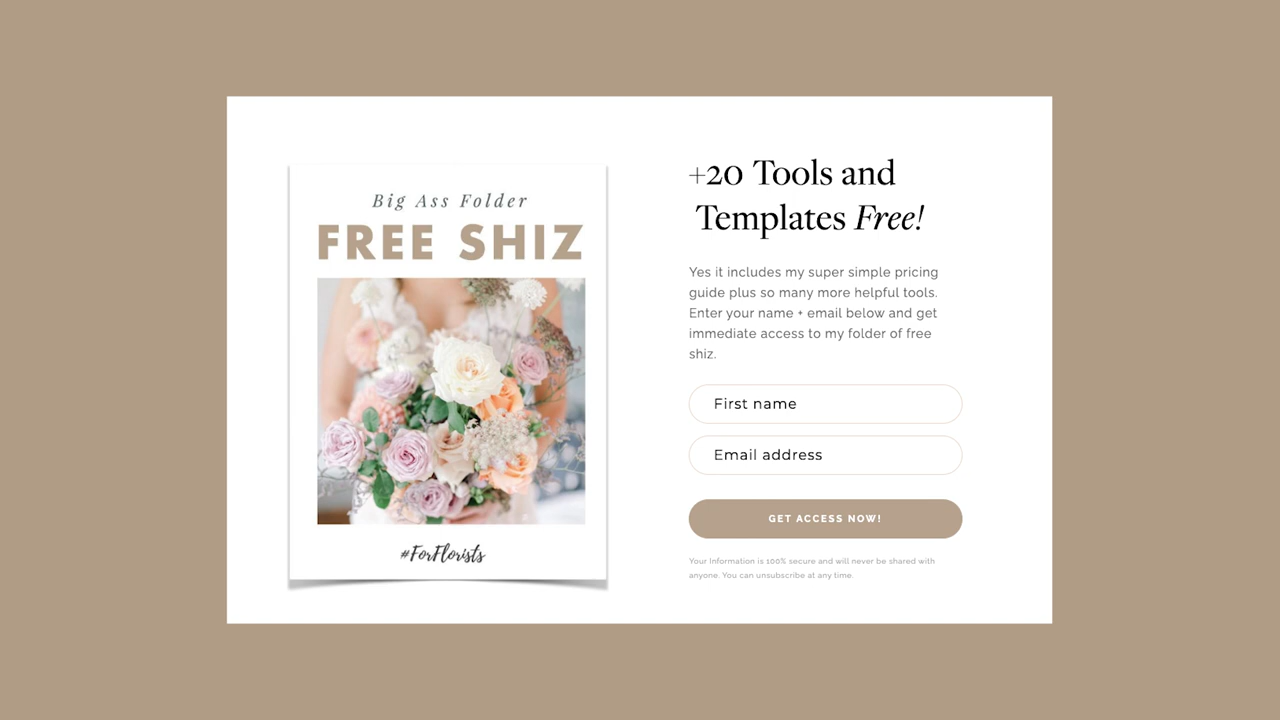 Big Ass Folder
FREE SHIZ
#ForFlorists
+20 Tools and
Templates Free!
Yes it includes my super simple pricing
guide plus so many more helpful tools.
Enter your name + email below and get
immediate access to my folder of free
shiz.
First name
Email address
GET ACCESS NOW!
Your Information is 100% secure and will never be shared with
anyone. You can unsubscribe at any time.